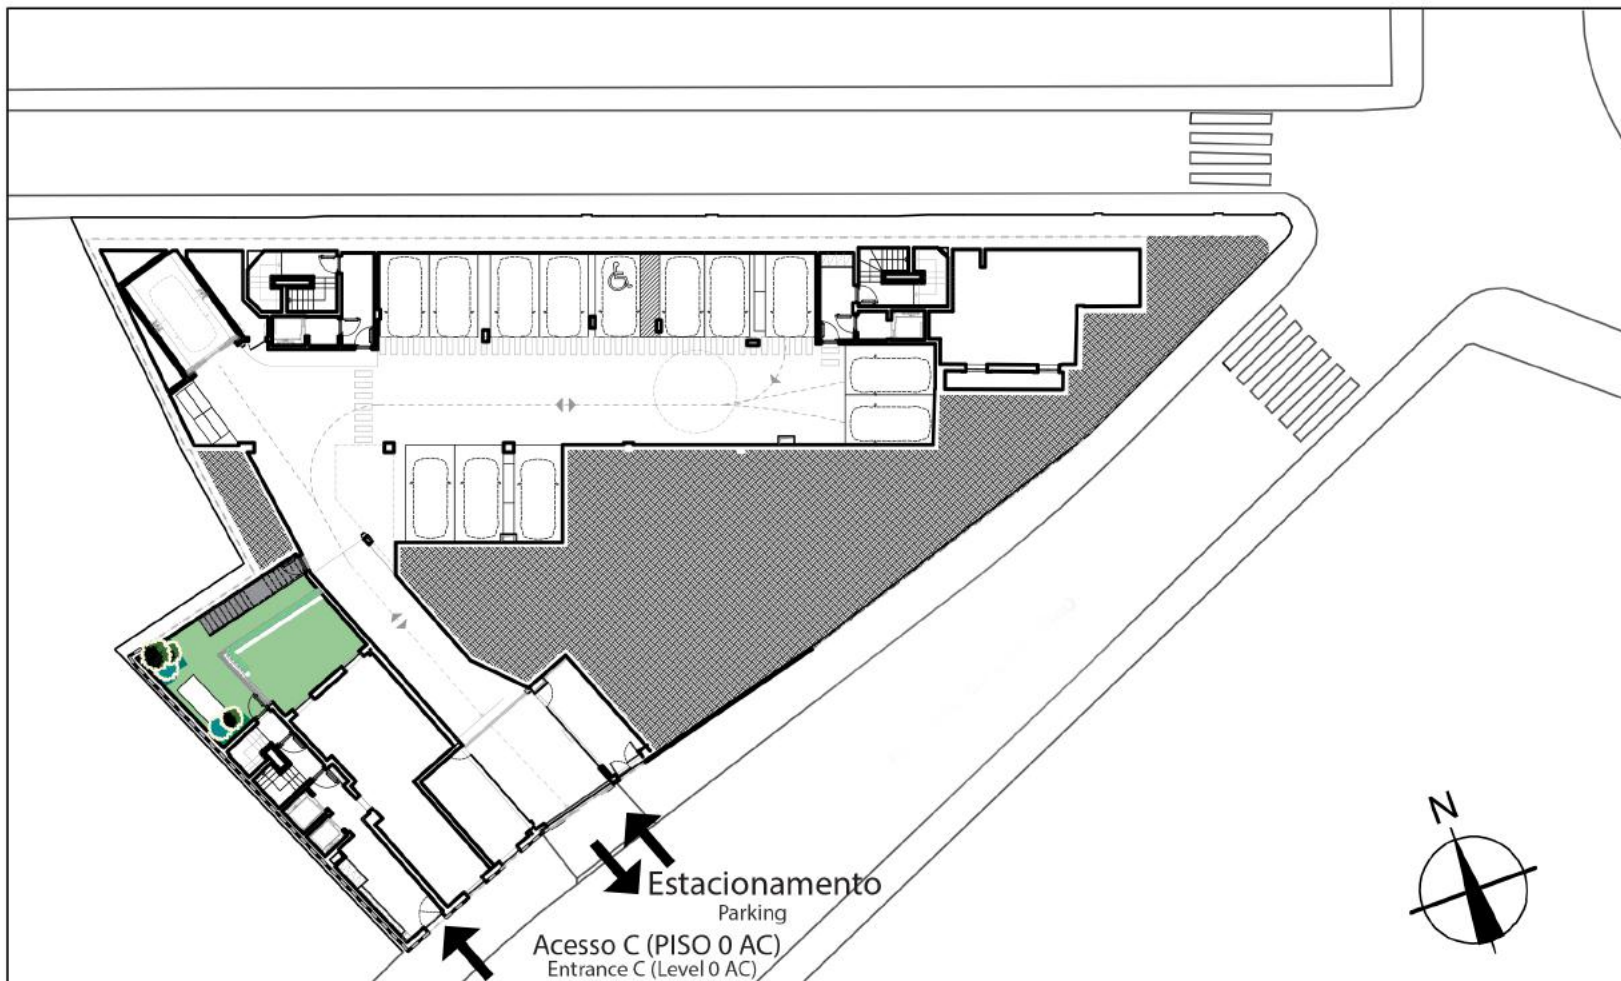 N
Estacionamento
Parking
Acesso C (PISO 0 AC)
Entrance C (Level 0 AC)